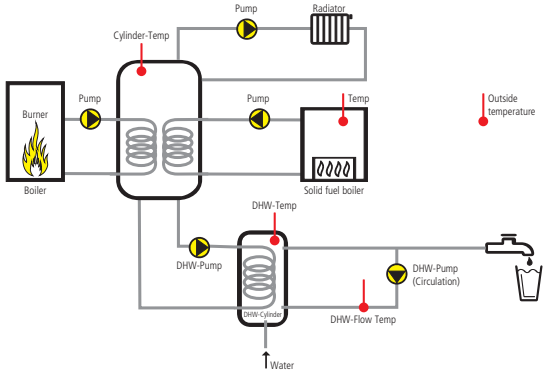 Pump
Radiator
Cylinder-Temp
Burner
Pump
Pump
Temp
Outside
temperature
Boiler
Solid fuel boiler
DHW-Temp
DHW-Pump
DHW-Pump
(Circulation)
DHW-Cylinder
DHW-Flow Temp
Water